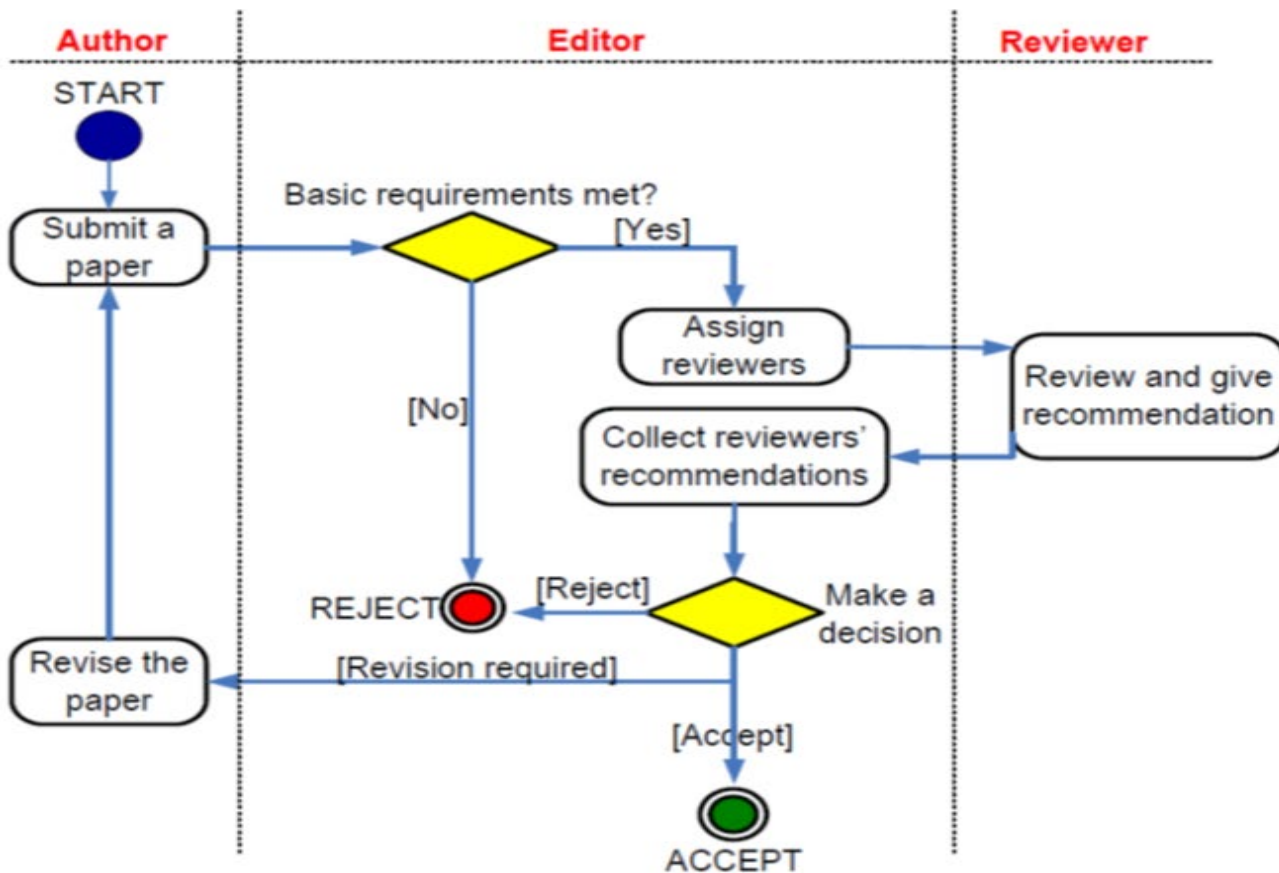 Author
Editor
Reviewer
START
Basic requirements met?
Submit a
paper
[Yes]
Assign
reviewers
Review and give
recommendation
[No]
Collect reviewers’
recommendations
REJECT
[Reject]
Make a
decision
Revise the
paper
[Revision required]
[Accept]
ACCEPT